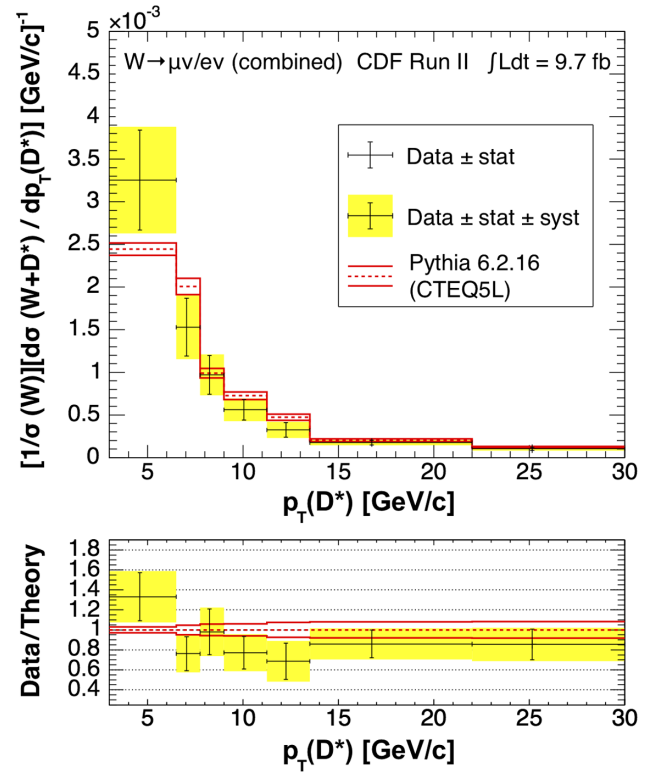 ×10⁻³
[1/σ (W)][dσ (W+D*) / dp_T(D*)] [GeV/c]⁻¹
W→μν/eν (combined) CDF Run II ∫Ldt = 9.7 fb
5
4.5
4
3.5
3
2.5
2
1.5
1
0.5
0
Data ± stat
Data ± stat ± syst
Pythia 6.2.16
(CTEQ5L)
5 10 15 20 25 30
p_T(D*) [GeV/c]
Data/Theory
1.8
1.6
1.4
1.2
1
0.8
0.6
0.4
5 10 15 20 25 30
p_T(D*) [GeV/c]